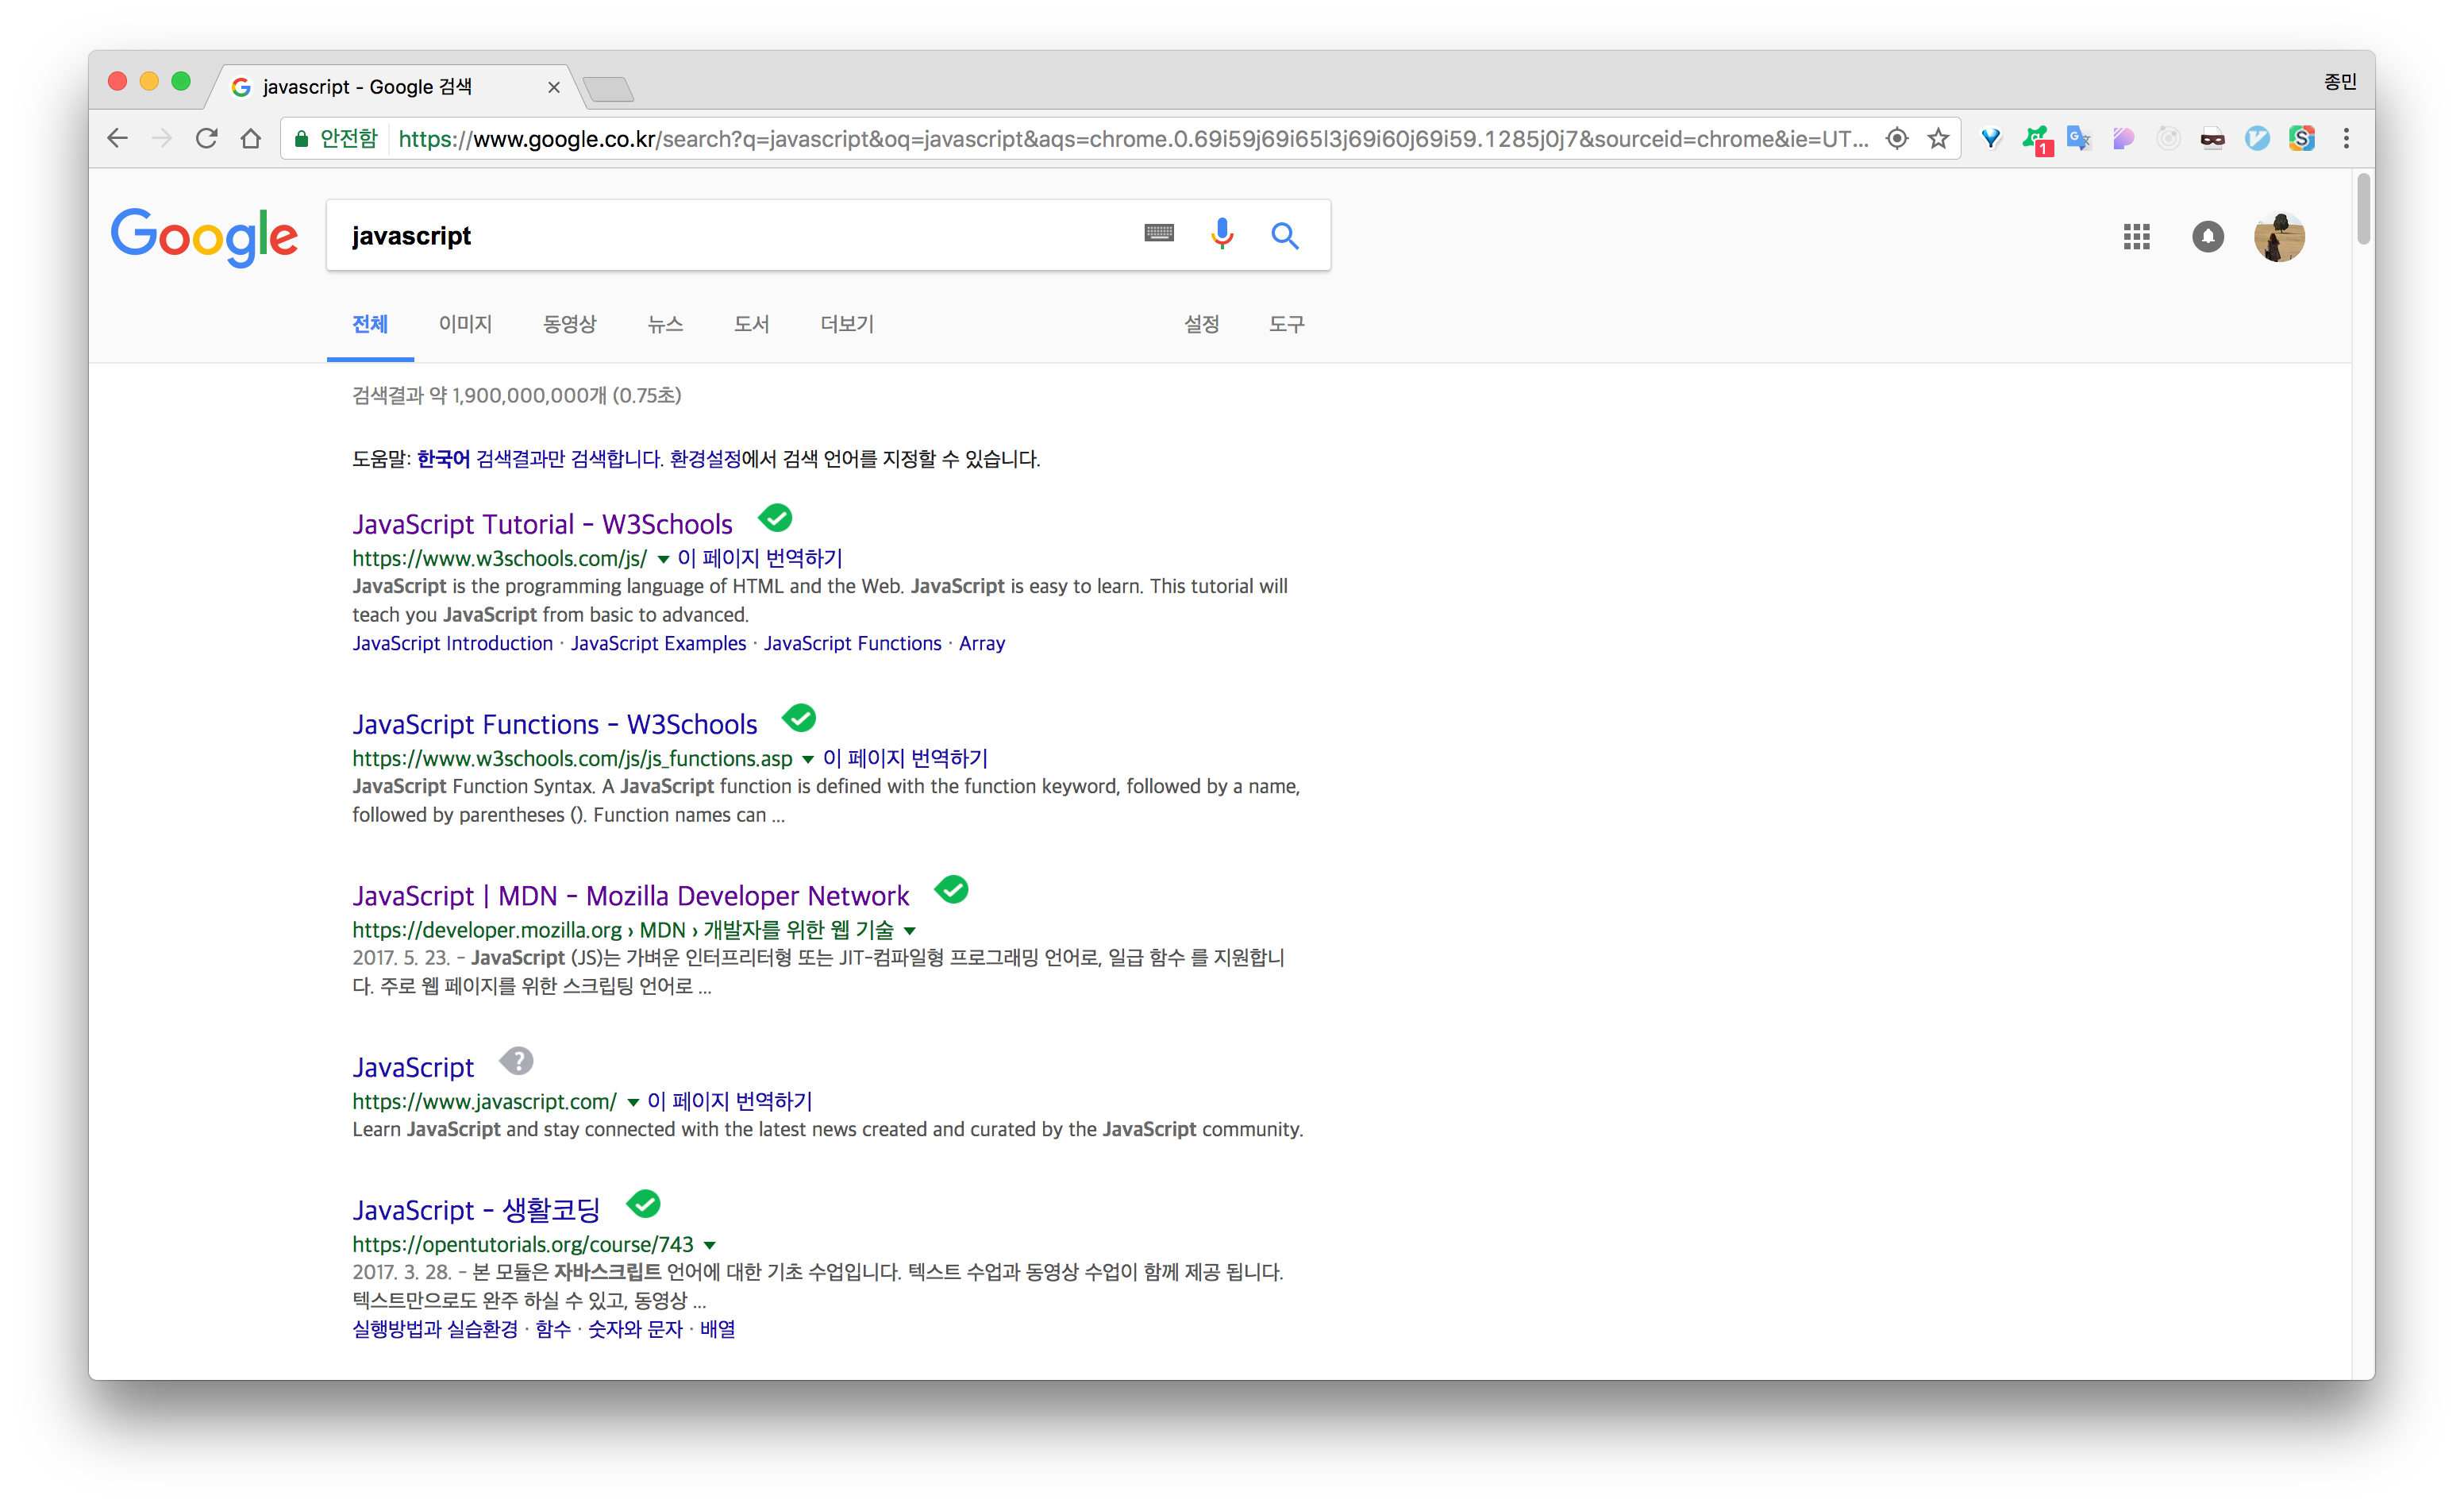 javascript - Google 검색
종민
안전함 https://www.google.co.kr/search?q=javascript&oq=javascript&aqs=chrome.0.69i59j69i65l3j69i60j69i59.1285j0j7&sourceid=chrome&ie=UT...
1
Google
javascript
전체 이미지 동영상 뉴스 도서 더보기 설정 도구
검색결과 약 1,900,000,000개 (0.75초)
도움말: 한국어 검색결과만 검색합니다. 환경설정에서 검색 언어를 지정할 수 있습니다.
JavaScript Tutorial - W3Schools
https://www.w3schools.com/js/ 이 페이지 번역하기
JavaScript is the programming language of HTML and the Web. JavaScript is easy to learn. This tutorial will
teach you JavaScript from basic to advanced.
JavaScript Introduction · JavaScript Examples · JavaScript Functions · Array
JavaScript Functions - W3Schools
https://www.w3schools.com/js/js_functions.asp 이 페이지 번역하기
JavaScript Function Syntax. A JavaScript function is defined with the function keyword, followed by a name,
followed by parentheses (). Function names can ...
JavaScript | MDN - Mozilla Developer Network
https://developer.mozilla.org › MDN › 개발자를 위한 웹 기술
2017. 5. 23. - JavaScript (JS)는 가벼운 인터프리터형 또는 JIT-컴파일형 프로그래밍 언어로, 일급 함수 를 지원합니
다. 주로 웹 페이지를 위한 스크립팅 언어로 ...
JavaScript
https://www.javascript.com/ 이 페이지 번역하기
Learn JavaScript and stay connected with the latest news created and curated by the JavaScript community.
JavaScript - 생활코딩
https://opentutorials.org/course/743
2017. 3. 28. - 본 모듈은 자바스크립트 언어에 대한 기초 수업입니다. 텍스트 수업과 동영상 수업이 함께 제공 됩니다.
텍스트만으로도 완주 하실 수 있고, 동영상 ...
실행방법과 실습환경 · 함수 · 숫자와 문자 · 배열